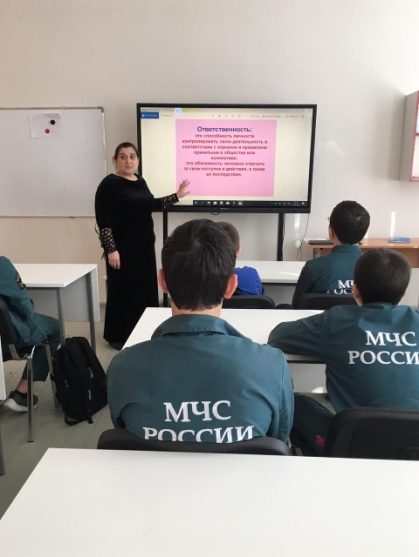 Ответственность:
это способность личности
контролировать свою деятельность в
соответствии с нормами и правилами
принятыми в обществе или
коллективе.
это обязанность человека отвечать
за свои поступки и действия, а также
их последствия.
МЧС
РОССИИ
МЧС
РОССИИ
МЧС